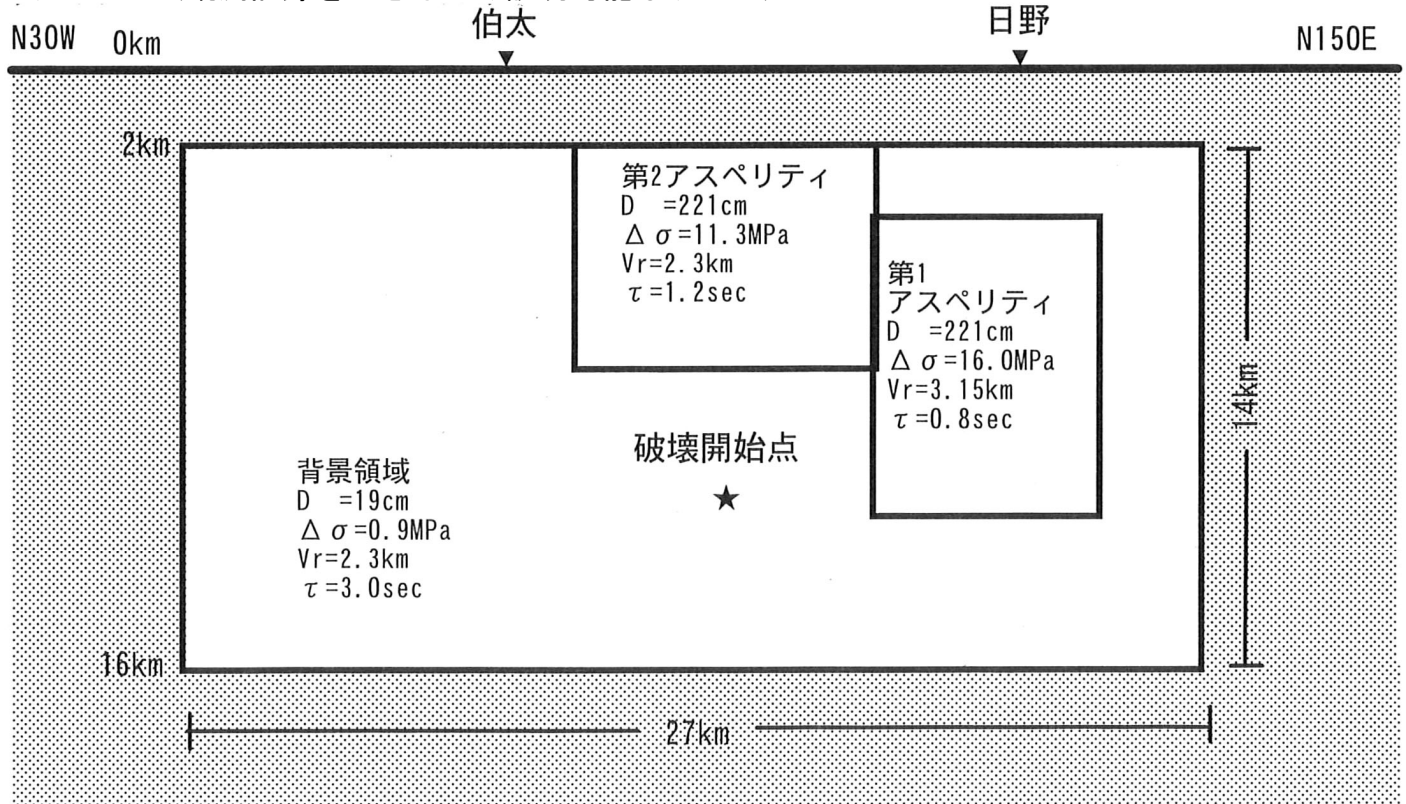 N30W 0km 伯太 日野 N150E
2km
第2アスペリティ
D =221cm
Δσ=11.3MPa
Vr=2.3km
τ=1.2sec
第1
アスペリティ
D =221cm
Δσ=16.0MPa
Vr=3.15km
τ=0.8sec
14km
破壊開始点
背景領域
D =19cm
Δσ=0.9MPa
Vr=2.3km
τ=3.0sec
16km
27km